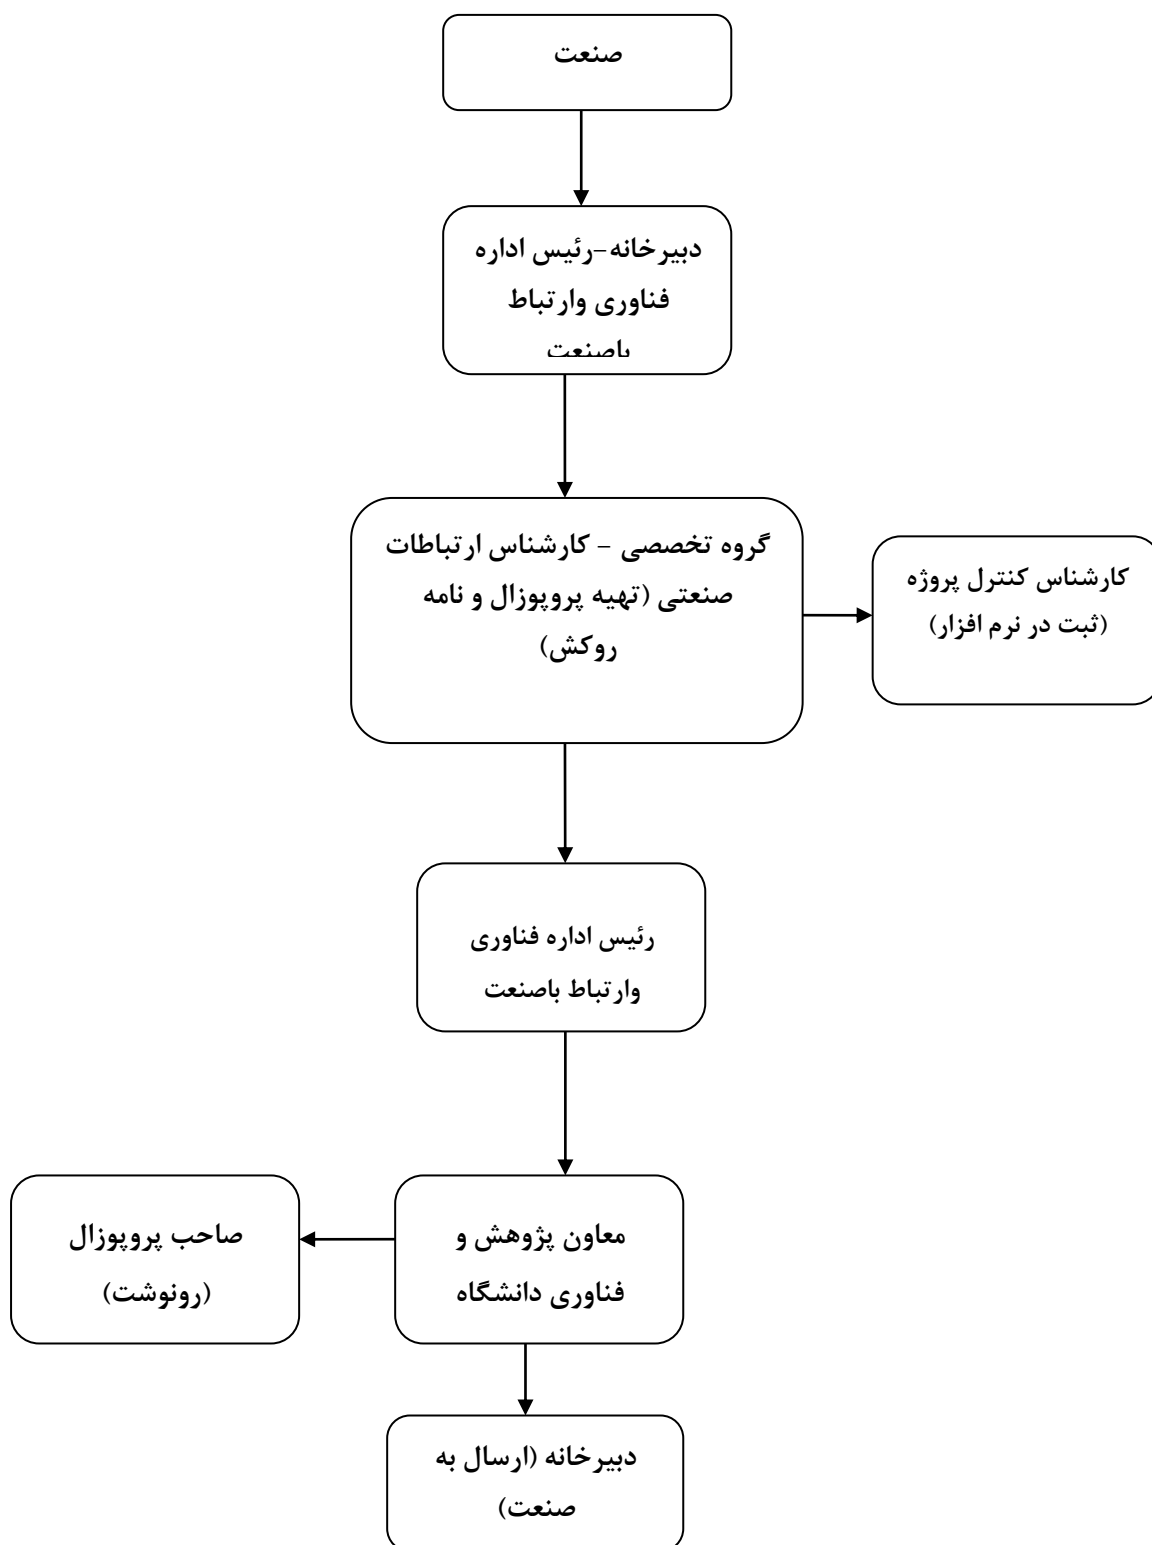 صنعت
دبیرخانه-رئیس اداره
فناوری وارتباط
باصنعت
گروه تخصصی - کارشناس ارتباطات
صنعتی (تهیه پروپوزال و نامه
روکش)
کارشناس کنترل پروژه
(ثبت در نرم افزار)
رئیس اداره فناوری
وارتباط باصنعت
معاون پژوهش و
فناوری دانشگاه
صاحب پروپوزال
(رونوشت)
دبیرخانه (ارسال به
صنعت)